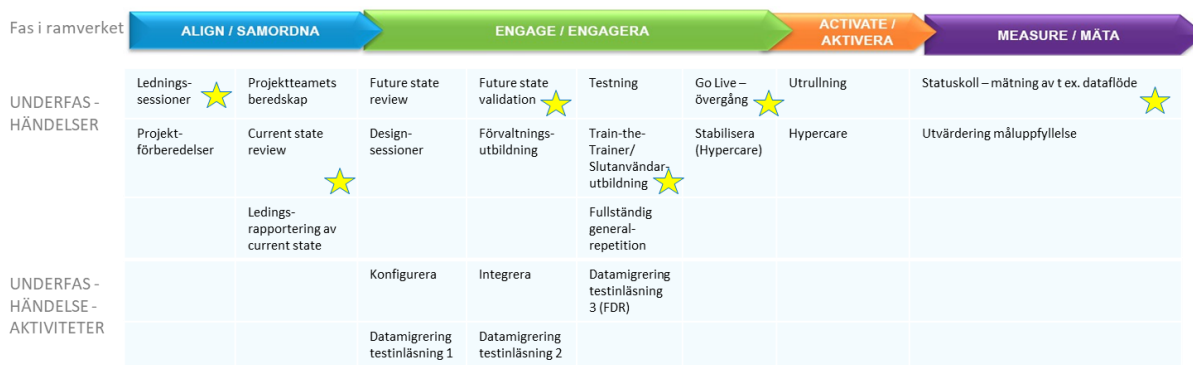 Fas i ramverket
ALIGN / SAMORDNA
ENGAGE / ENGAGERA
ACTIVATE /
AKTIVERA
MEASURE / MÄTA
UNDERFAS -
HÄNDELSER
Lednings-
sessioner
Projektteamets
beredskap
Future state
review
Future state
validation
Testning
Go Live –
övergång
Utrullning
Statuskoll – mätning av t ex. dataflöde
Projekt-
förberedelser
Current state
review
Design-
sessioner
Förvaltnings-
utbildning
Train-the-
Trainer/
Slutanvändar-
utbildning
Stabilisera
(Hypercare)
Hypercare
Utvärdering måluppfyllelse
Ledings-
rapportering av
current state
Fullständig
general-
repetition
UNDERFAS -
HÄNDELSE -
AKTIVITETER
Konfigurera
Integrera
Datamigrering
testinläsning
3 (FDR)
Datamigrering
testinläsning 1
Datamigrering
testinläsning 2